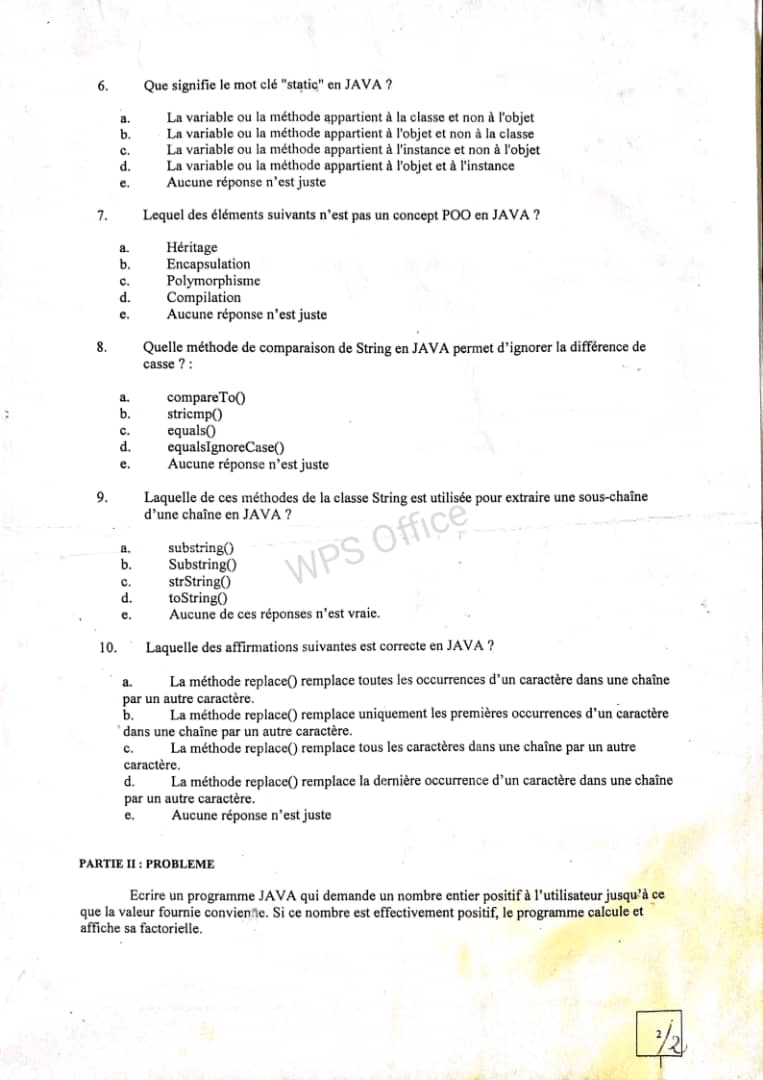 6. Que signifie le mot clé "static" en JAVA ?
a. La variable ou la méthode appartient à la classe et non à l'objet
b. La variable ou la méthode appartient à l'objet et non à la classe
c. La variable ou la méthode appartient à l'instance et non à l'objet
d. La variable ou la méthode appartient à l'objet et à l'instance
e. Aucune réponse n'est juste
7. Lequel des éléments suivants n'est pas un concept POO en JAVA ?
a. Héritage
b. Encapsulation
c. Polymorphisme
d. Compilation
e. Aucune réponse n'est juste
8. Quelle méthode de comparaison de String en JAVA permet d'ignorer la différence de
casse ? :
a. compareTo()
b. stricmp()
c. equals()
d. equalsIgnoreCase()
e. Aucune réponse n'est juste
9. Laquelle de ces méthodes de la classe String est utilisée pour extraire une sous-chaîne
d'une chaîne en JAVA ?
a. substring()
b. Substring()
c. strString()
d. toString()
e. Aucune de ces réponses n'est vraie.
WPS Office
10. Laquelle des affirmations suivantes est correcte en JAVA ?
a. La méthode replace() remplace toutes les occurrences d'un caractère dans une chaîne
par un autre caractère.
b. La méthode replace() remplace uniquement les premières occurrences d'un caractère
dans une chaîne par un autre caractère.
c. La méthode replace() remplace tous les caractères dans une chaîne par un autre
caractère.
d. La méthode replace() remplace la dernière occurrence d'un caractère dans une chaîne
par un autre caractère.
e. Aucune réponse n'est juste
PARTIE II : PROBLEME
Ecrire un programme JAVA qui demande un nombre entier positif à l'utilisateur jusqu'à ce
que la valeur fournie convienne. Si ce nombre est effectivement positif, le programme calcule et
affiche sa factorielle.
2/2